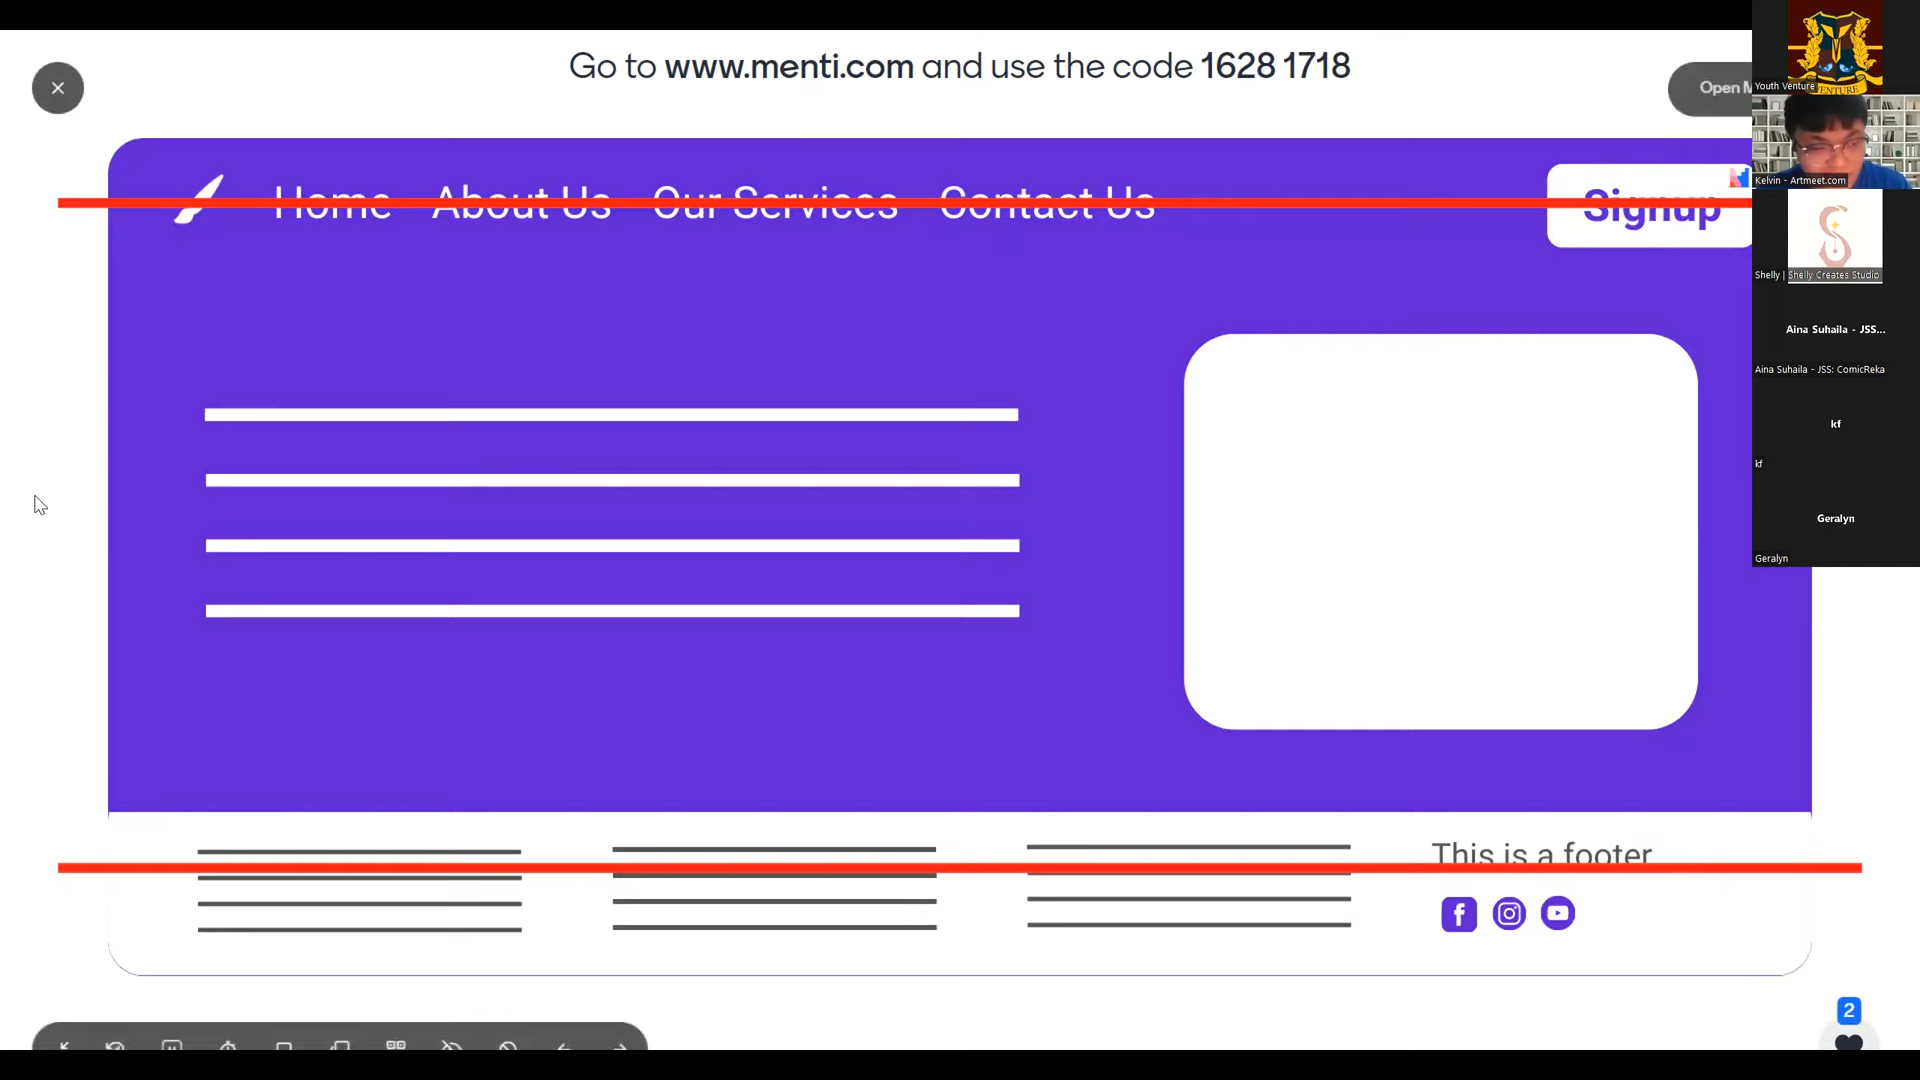 Go to www.menti.com and use the code 1628 1718
Open M
Home About Us Our Services Contact Us
Signup
This is a footer
2
VENTURE
Youth Venture
Kelvin - Artmeet.com
S
Shelly | Shelly Creates Studio
Aina Suhaila - JSS...
Aina Suhaila - JSS: ComicReka
kf
kf
Geralyn
Geralyn